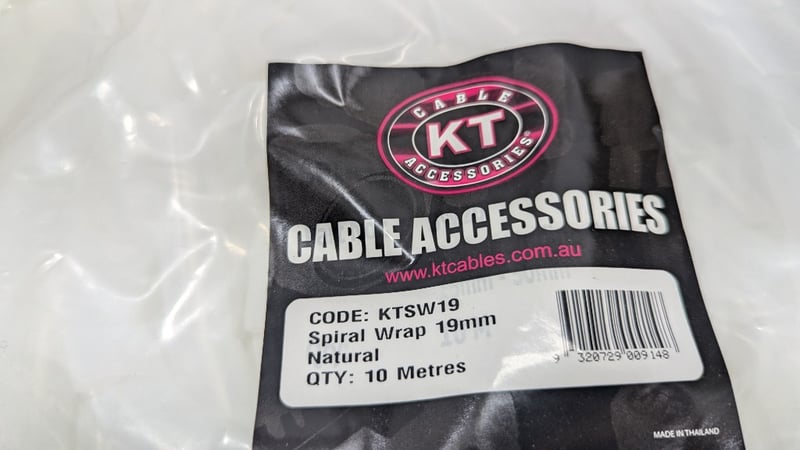 CABLE
KT
ACCESSORIES®
CABLE ACCESSORIES
www.ktcables.com.au
CODE: KTSW19
Spiral Wrap 19mm
Natural
QTY: 10 Metres
9 320729 009148
MADE IN THAILAND